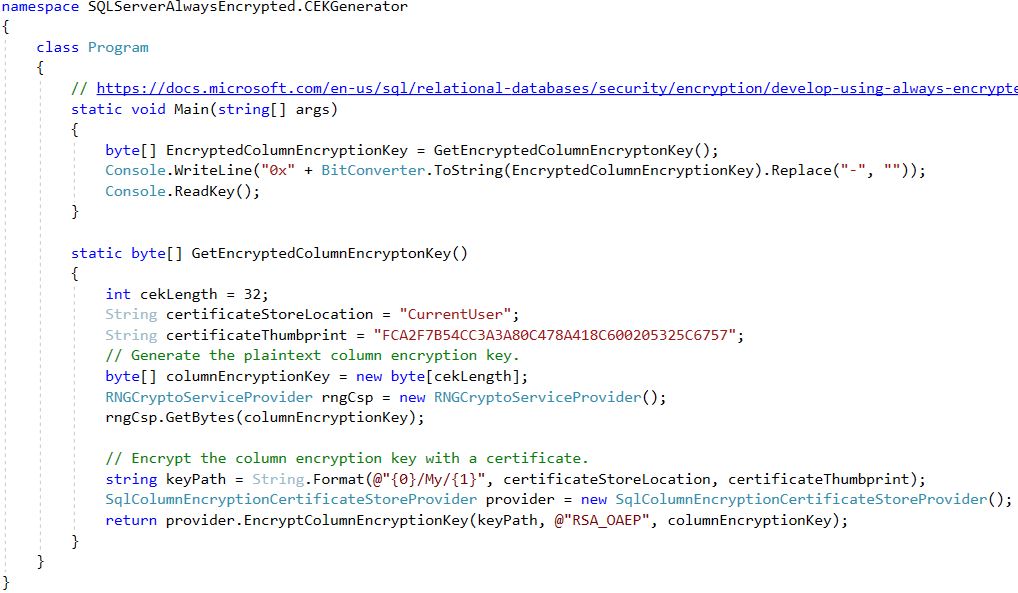 namespace SQLServerAlwaysEncrypted.CEKGenerator
{
class Program
{
// https://docs.microsoft.com/en-us/sql/relational-databases/security/encryption/develop-using-always-encrypte
static void Main(string[] args)
{
byte[] EncryptedColumnEncryptionKey = GetEncryptedColumnEncryptonKey();
Console.WriteLine("0x" + BitConverter.ToString(EncryptedColumnEncryptionKey).Replace("-", ""));
Console.ReadKey();
}
static byte[] GetEncryptedColumnEncryptonKey()
{
int cekLength = 32;
String certificateStoreLocation = "CurrentUser";
String certificateThumbprint = "FCA2F7B54CC3A3A80C478A418C600205325C6757";
// Generate the plaintext column encryption key.
byte[] columnEncryptionKey = new byte[cekLength];
RNGCryptoServiceProvider rngCsp = new RNGCryptoServiceProvider();
rngCsp.GetBytes(columnEncryptionKey);
// Encrypt the column encryption key with a certificate.
string keyPath = String.Format(@"{0}/My/{1}", certificateStoreLocation, certificateThumbprint);
SqlColumnEncryptionCertificateStoreProvider provider = new SqlColumnEncryptionCertificateStoreProvider();
return provider.EncryptColumnEncryptionKey(keyPath, @"RSA_OAEP", columnEncryptionKey);
}
}
}